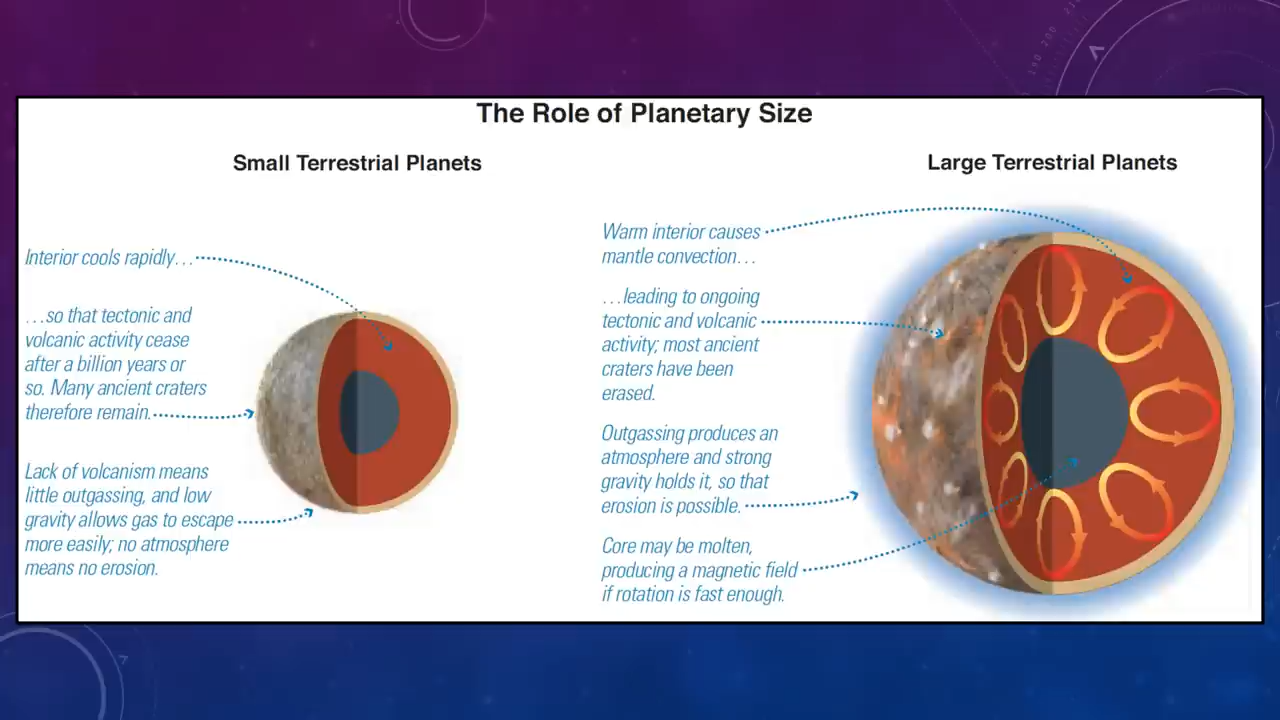 The Role of Planetary Size
Small Terrestrial Planets
Interior cools rapidly…
…so that tectonic and
volcanic activity cease
after a billion years or
so. Many ancient craters
therefore remain.
Lack of volcanism means
little outgassing, and low
gravity allows gas to escape
more easily; no atmosphere
means no erosion.
Large Terrestrial Planets
Warm interior causes
mantle convection…
…leading to ongoing
tectonic and volcanic
activity; most ancient
craters have been
erased.
Outgassing produces an
atmosphere and strong
gravity holds it, so that
erosion is possible.
Core may be molten,
producing a magnetic field
if rotation is fast enough.